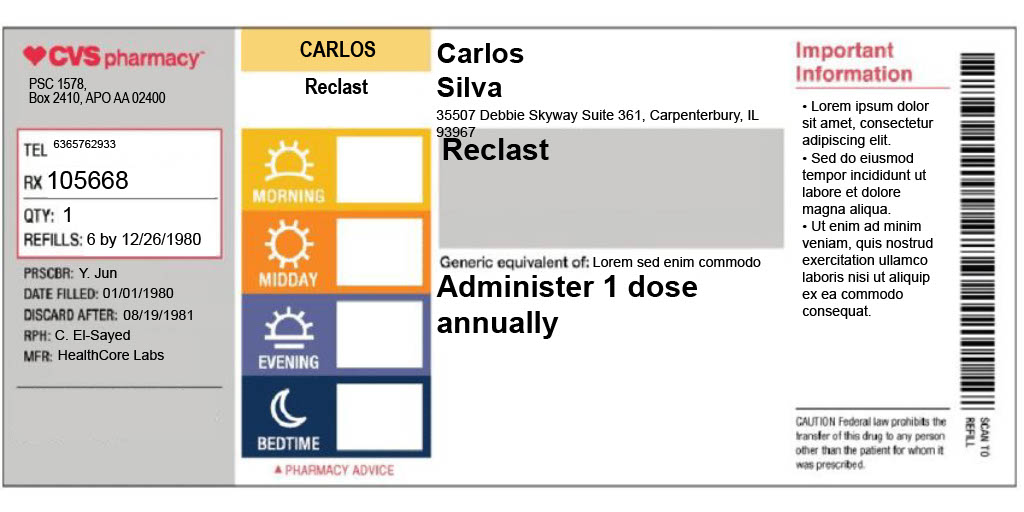 CVS pharmacy
PSC 1578,
Box 2410, APO AA 02400
TEL 6365762933
RX 105668
QTY: 1
REFILLS: 6 by 12/26/1980
PRSCBR: Y. Jun
DATE FILLED: 01/01/1980
DISCARD AFTER: 08/19/1981
RPH: C. El-Sayed
MFR: HealthCore Labs
CARLOS
Reclast
MORNING
MIDDAY
EVENING
BEDTIME
▲ PHARMACY ADVICE
Carlos
Silva
35507 Debbie Skyway Suite 361, Carpenterbury, IL
93967
Reclast
Generic equivalent of: Lorem sed enim commodo
Administer 1 dose
annually
Important
Information
• Lorem ipsum dolor
sit amet, consectetur
adipiscing elit.
• Sed do eiusmod
tempor incididunt ut
labore et dolore
magna aliqua.
• Ut enim ad minim
veniam, quis nostrud
exercitation ullamco
laboris nisi ut aliquip
ex ea commodo
consequat.
CAUTION Federal law prohibits the
transfer of this drug to any person
other than the patient for whom it
was prescribed.
SCAN TO
REFILL